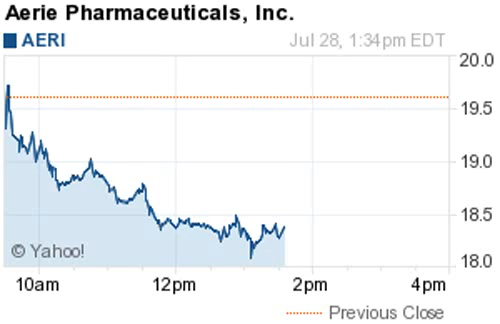 Aerie Pharmaceuticals, Inc.
AERI Jul 28, 1:34pm EDT
20.0
19.5
19.0
18.5
18.0
© Yahoo!
10am 12pm 2pm 4pm
Previous Close